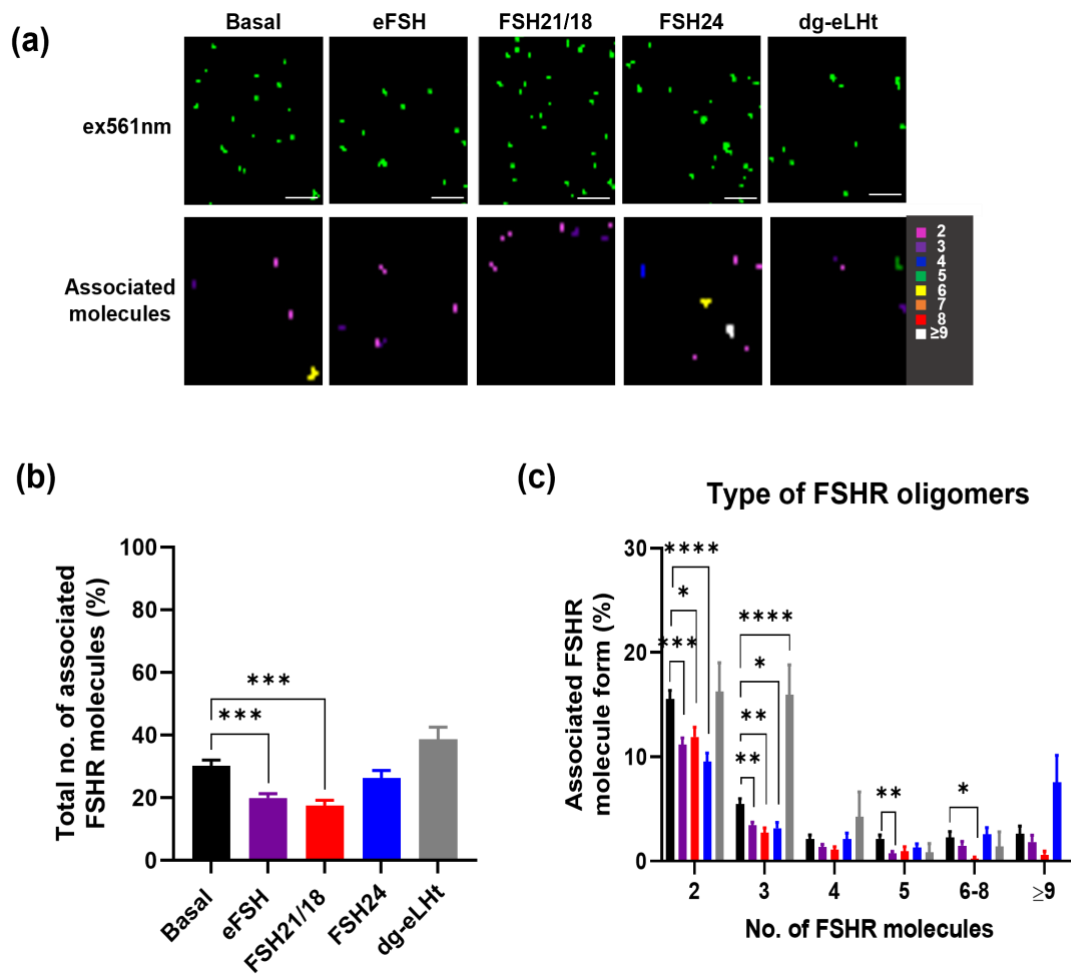 (a)
Basal eFSH FSH21/18 FSH24 dg-eLHt
ex561nm
Associated
molecules
2
3
4
5
6
7
8
≥9
(b)
Total no. of associated
FSHR molecules (%)
100
80
60
40
20
0
***
***
Basal
eFSH
FSH21/18
FSH24
dg-eLHt
(c)
Type of FSHR oligomers
Associated FSHR
molecule form (%)
30
20
10
0
****
*
***
****
*
**
**
**
*
2 3 4 5 6-8 ≥9
No. of FSHR molecules